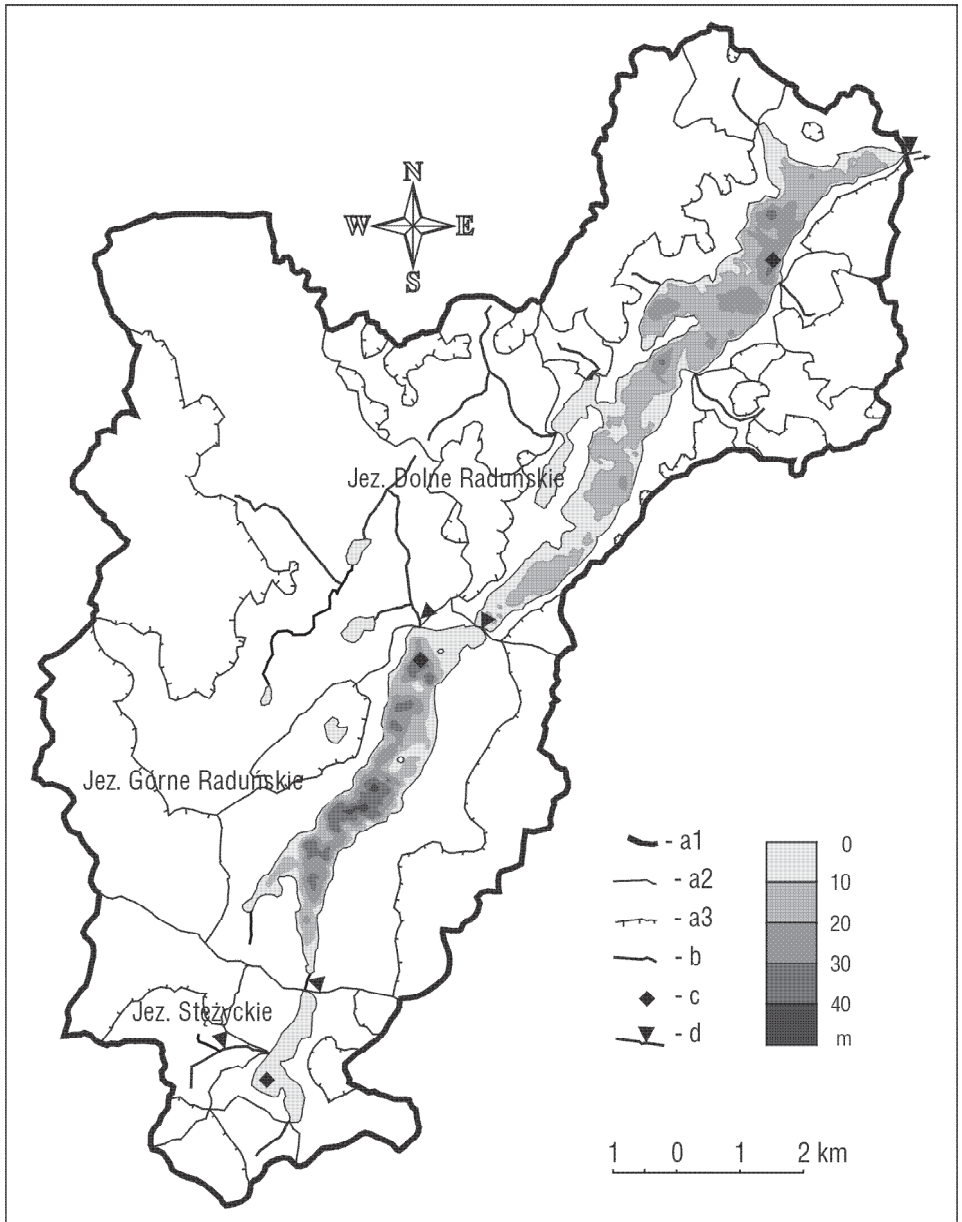 N
W E
S
Jez. Dolne Raduńskie
Jez. Górne Raduńskie
Jez. Stężyckie
- a1
- a2
- a3
- b
- c
- d
0
10
20
30
40
m
1 0 1 2 km